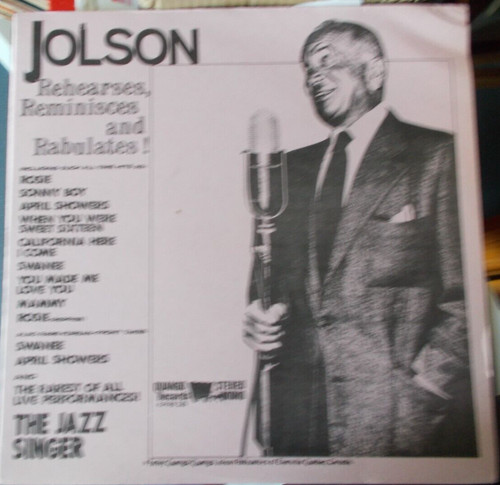 JOLSON
Rehearses,
Reminisces
and
Rabulates!
ROSIE
SONNY BOY
APRIL SHOWERS
WHEN YOU WERE
SWEET SIXTEEN
CALIFORNIA HERE
I COME
SWANEE
YOU MADE ME
LOVE YOU
MAMMY
ROSIE
SWANEE
APRIL SHOWERS
THE RAREST OF ALL
LIVE PERFORMANCES!
THE JAZZ
SINGER